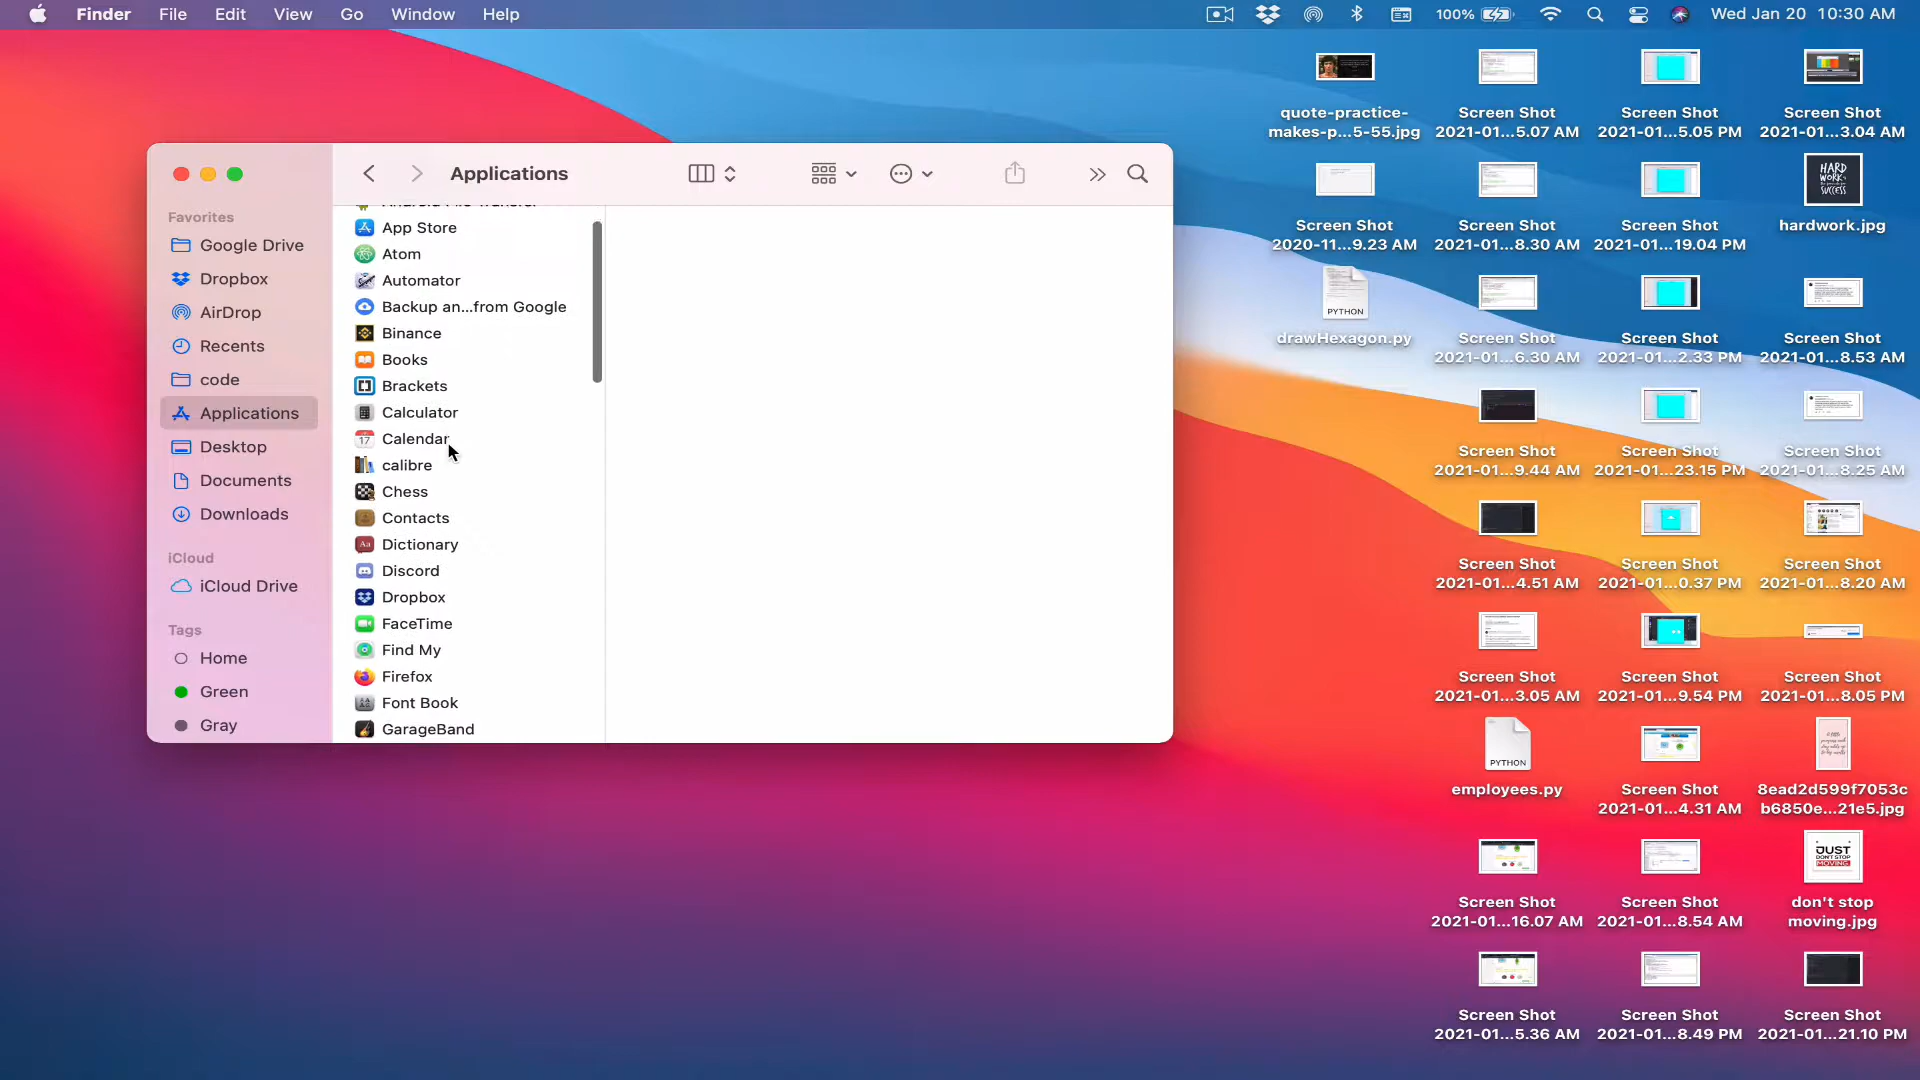 Finder File Edit View Go Window Help
100% Wed Jan 20 10:30 AM
Applications
Favorites
Google Drive
Dropbox
AirDrop
Recents
code
Applications
Desktop
Documents
Downloads
iCloud
iCloud Drive
Tags
Home
Green
Gray
App Store
Atom
Automator
Backup an...from Google
Binance
Books
Brackets
Calculator
Calendar
calibre
Chess
Contacts
Dictionary
Discord
Dropbox
FaceTime
Find My
Firefox
Font Book
GarageBand
quote-practice-
makes-p...5-55.jpg
Screen Shot
2021-01...5.07 AM
Screen Shot
2021-01...5.05 PM
Screen Shot
2021-01...3.04 AM
Screen Shot
2020-11...9.23 AM
Screen Shot
2021-01...8.30 AM
Screen Shot
2021-01...19.04 PM
HARD
WORK
SUCCESS
hardwork.jpg
PYTHON
drawHexagon.py
Screen Shot
2021-01...6.30 AM
Screen Shot
2021-01...2.33 PM
Screen Shot
2021-01...8.53 AM
Screen Shot
2021-01...9.44 AM
Screen Shot
2021-01...23.15 PM
Screen Shot
2021-01...8.25 AM
Screen Shot
2021-01...4.51 AM
Screen Shot
2021-01...0.37 PM
Screen Shot
2021-01...8.20 AM
Screen Shot
2021-01...3.05 AM
Screen Shot
2021-01...9.54 PM
Screen Shot
2021-01...8.05 PM
PYTHON
employees.py
Screen Shot
2021-01...4.31 AM
8ead2d599f7053c
b6850e...21e5.jpg
Screen Shot
2021-01...16.07 AM
Screen Shot
2021-01...8.54 AM
JUST
DON'T STOP
MOVING
don't stop
moving.jpg
Screen Shot
2021-01...5.36 AM
Screen Shot
2021-01...8.49 PM
Screen Shot
2021-01...21.10 PM